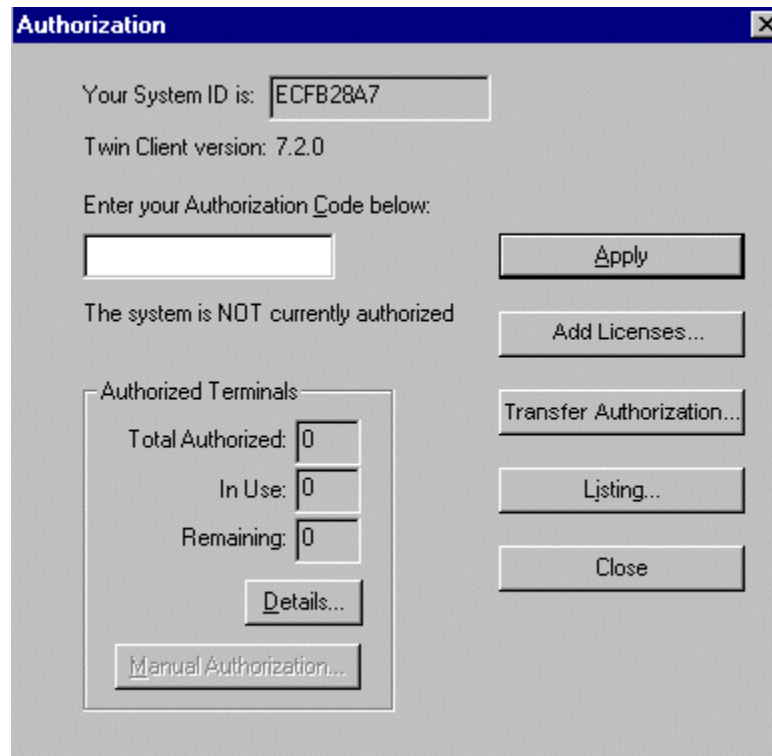 Authorization
Your System ID is: ECFB28A7
Twin Client version: 7.2.0
Enter your Authorization Code below:
Apply
The system is NOT currently authorized
Add Licenses...
Authorized Terminals
Transfer Authorization...
Total Authorized: 0
In Use: 0
Listing...
Remaining: 0
Close
Details...
Manual Authorization...